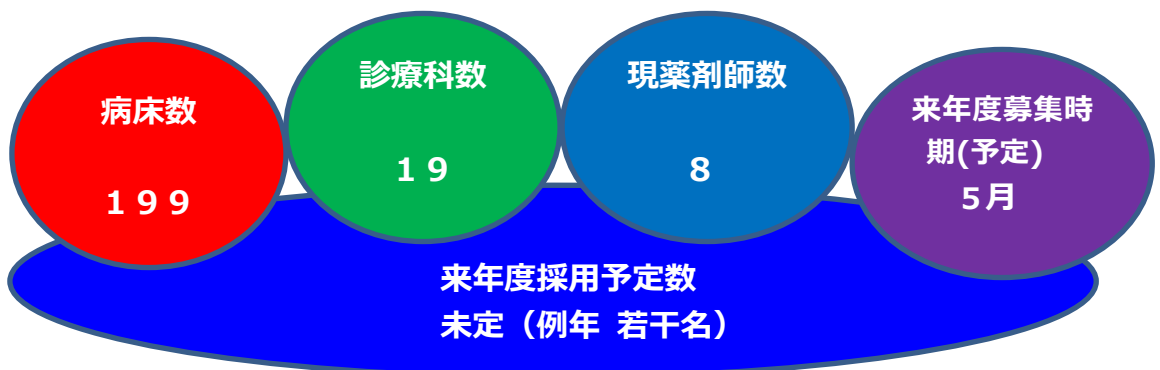 病床数
１９９
診療科数
１９
現薬剤師数
８
来年度募集時
期(予定)
５月
来年度採用予定数
未定（例年 若干名）